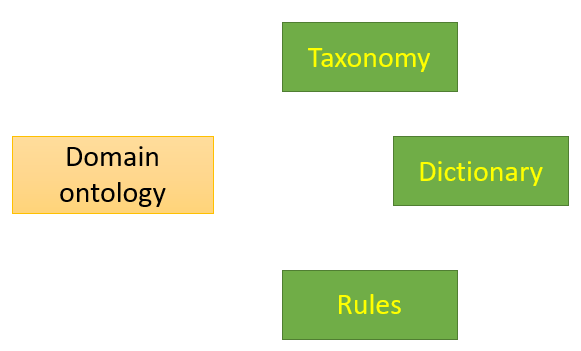 Taxonomy
Domain
ontology
Dictionary
Rules